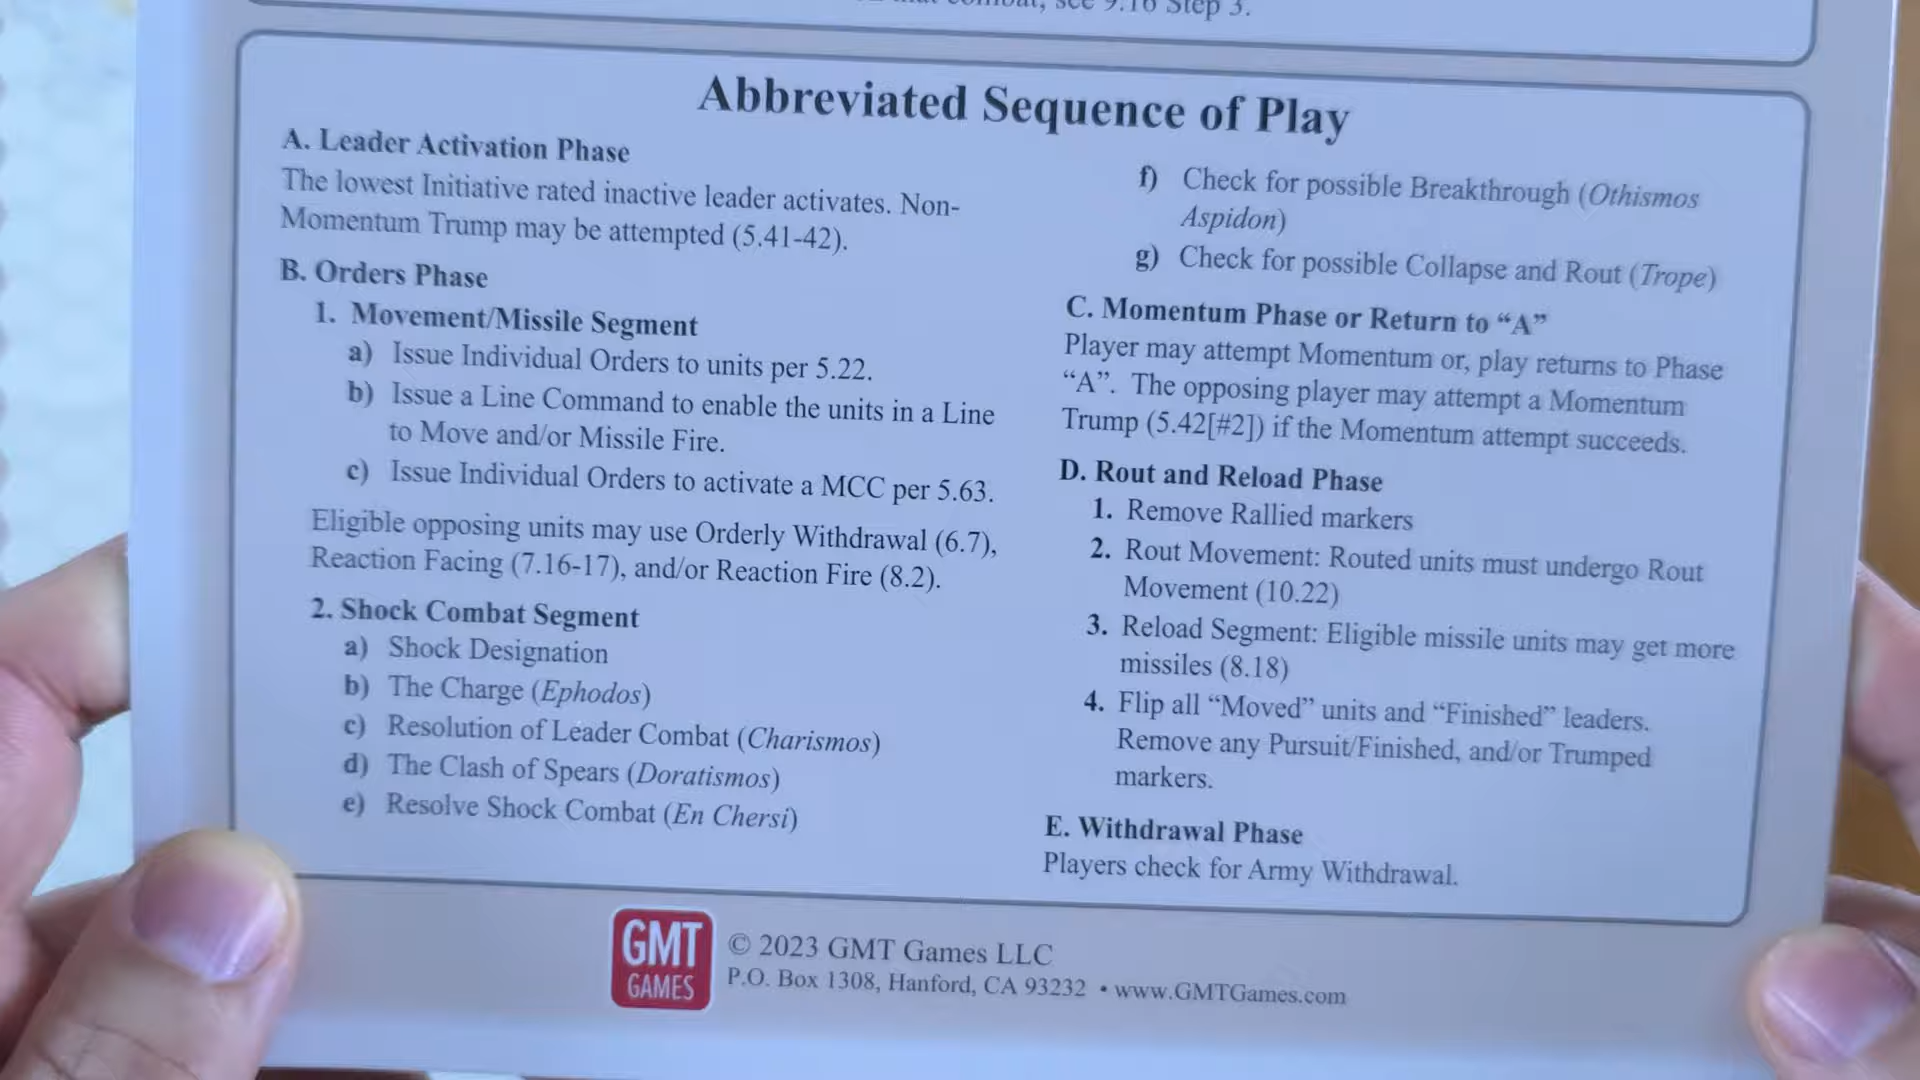 combat, see 9.16 Step 3.
Abbreviated Sequence of Play
A. Leader Activation Phase
The lowest Initiative rated inactive leader activates. Non-
Momentum Trump may be attempted (5.41-42).
B. Orders Phase
1. Movement/Missile Segment
a) Issue Individual Orders to units per 5.22.
b) Issue a Line Command to enable the units in a Line
to Move and/or Missile Fire.
c) Issue Individual Orders to activate a MCC per 5.63.
Eligible opposing units may use Orderly Withdrawal (6.7),
Reaction Facing (7.16-17), and/or Reaction Fire (8.2).
2. Shock Combat Segment
a) Shock Designation
b) The Charge (Ephodos)
c) Resolution of Leader Combat (Charismos)
d) The Clash of Spears (Doratismos)
e) Resolve Shock Combat (En Chersi)
f) Check for possible Breakthrough (Othismos
Aspidon)
g) Check for possible Collapse and Rout (Trope)
C. Momentum Phase or Return to “A”
Player may attempt Momentum or, play returns to Phase
“A”. The opposing player may attempt a Momentum
Trump (5.42[#2]) if the Momentum attempt succeeds.
D. Rout and Reload Phase
1. Remove Rallied markers
2. Rout Movement: Routed units must undergo Rout
Movement (10.22)
3. Reload Segment: Eligible missile units may get more
missiles (8.18)
4. Flip all “Moved” units and “Finished” leaders.
Remove any Pursuit/Finished, and/or Trumped
markers.
E. Withdrawal Phase
Players check for Army Withdrawal.
GMT
GAMES
© 2023 GMT Games LLC
P.O. Box 1308, Hanford, CA 93232 • www.GMTGames.com